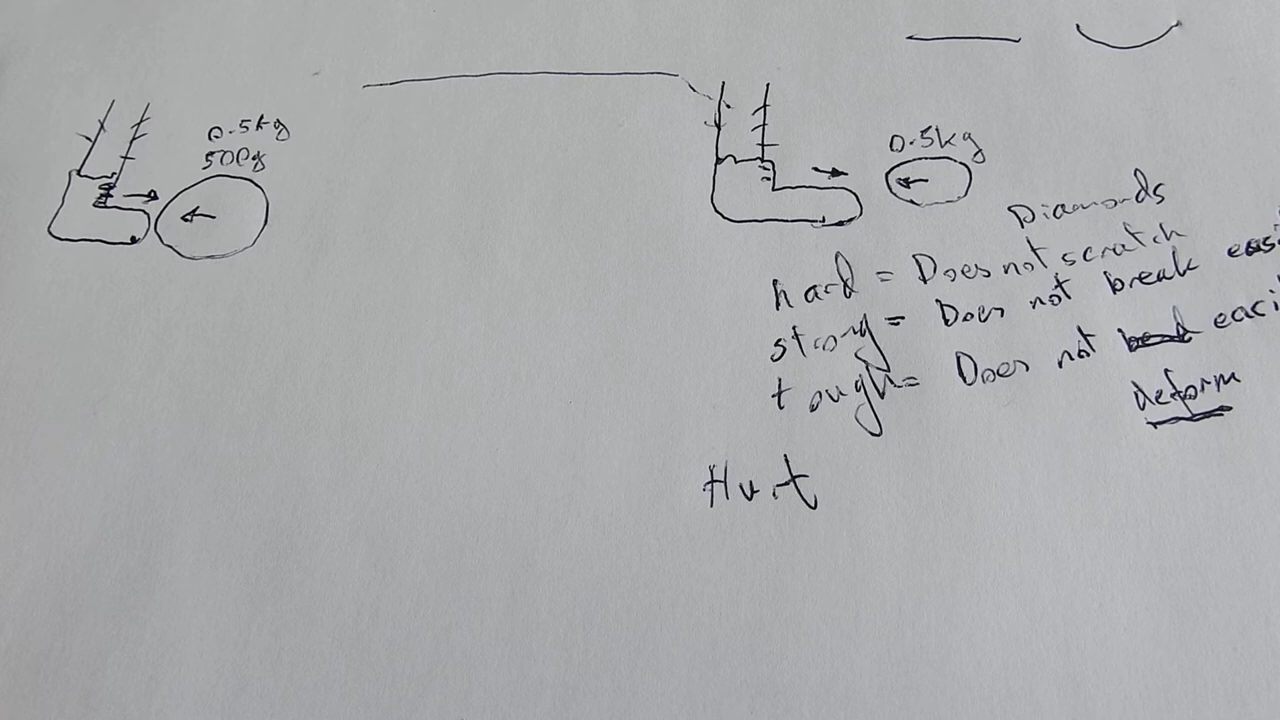 0.5kg
500g
0.5kg
Diamonds
hard = Does not scratch
strong = Does not break
tough = Does not
deform
Hurt